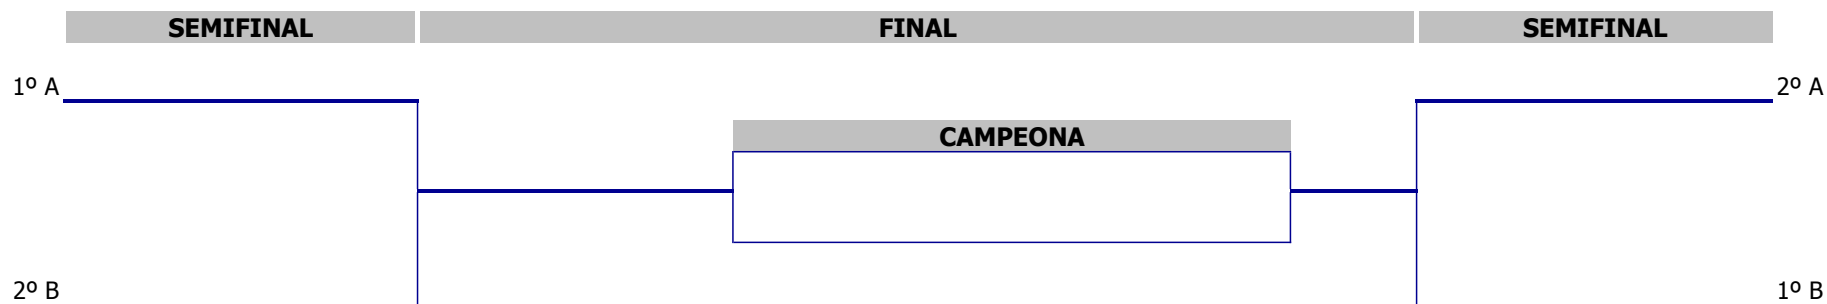 SEMIFINAL FINAL SEMIFINAL
1º A 2º A
CAMPEONA
2º B 1º B